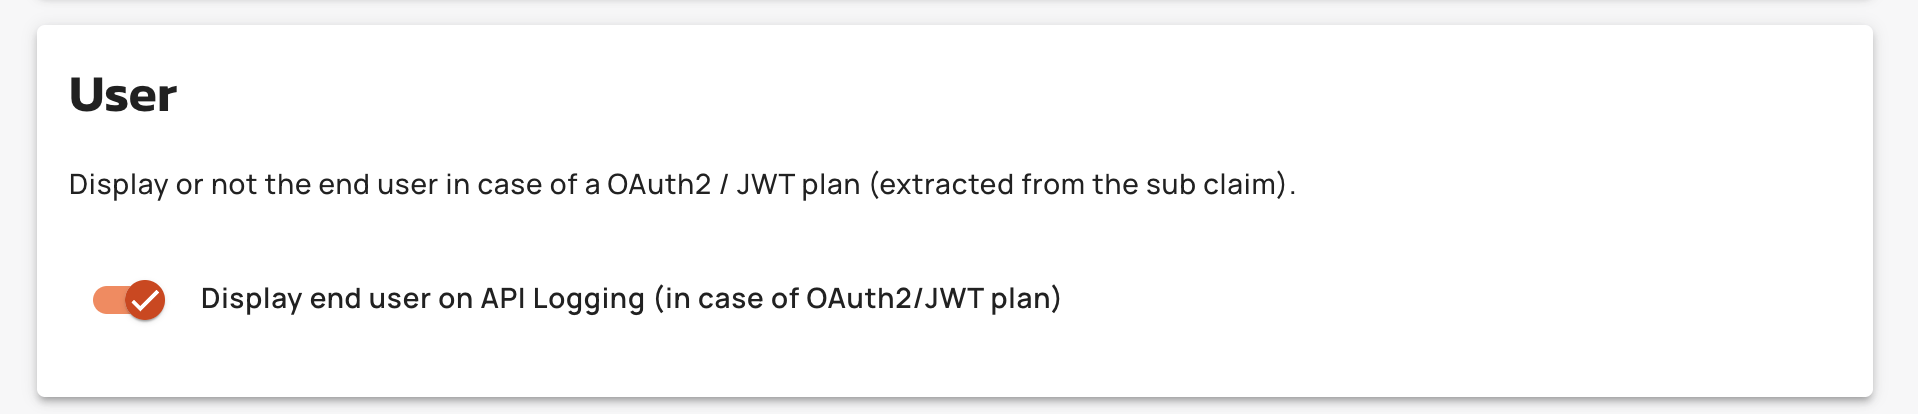 User
Display or not the end user in case of a OAuth2 / JWT plan (extracted from the sub claim).
Display end user on API Logging (in case of OAuth2/JWT plan)